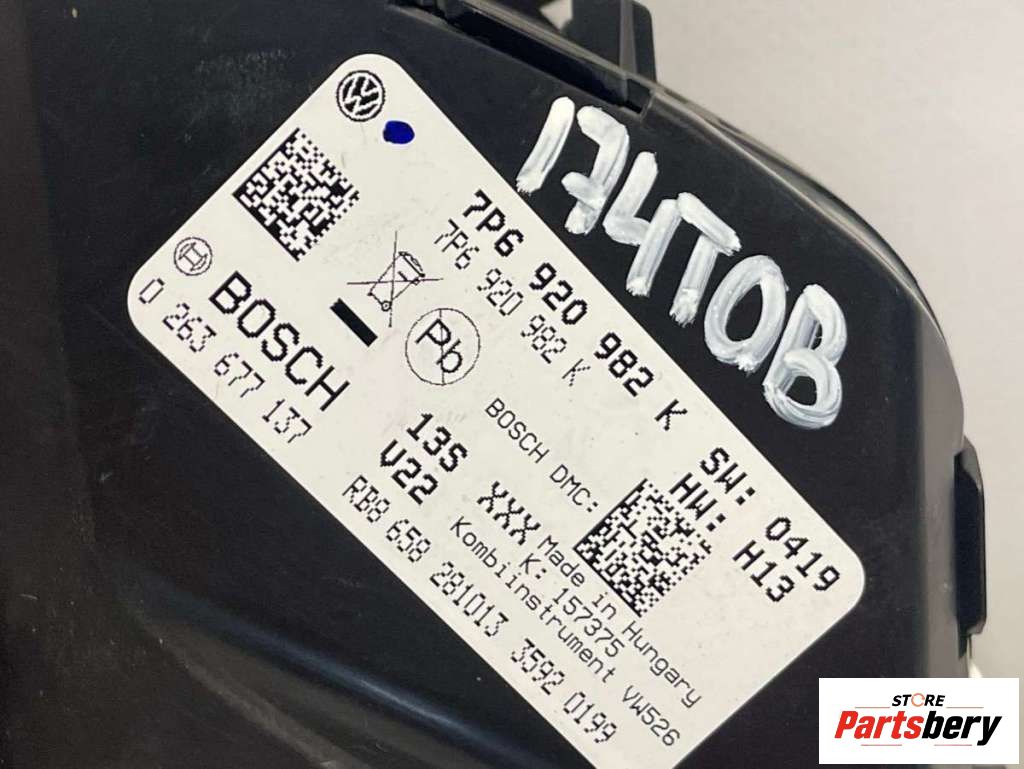 174TOB
7P6 920 982 K SW: 0419
7P6 920 982 K HW: H13
Pb
BOSCH
0 263 677 137
BOSCH DMC:
13S XXX
V22
Made in Hungary
K: 157375
Kombiinstrument VW526
RB8 658 281013 3592 0199
STORE
Partsbery